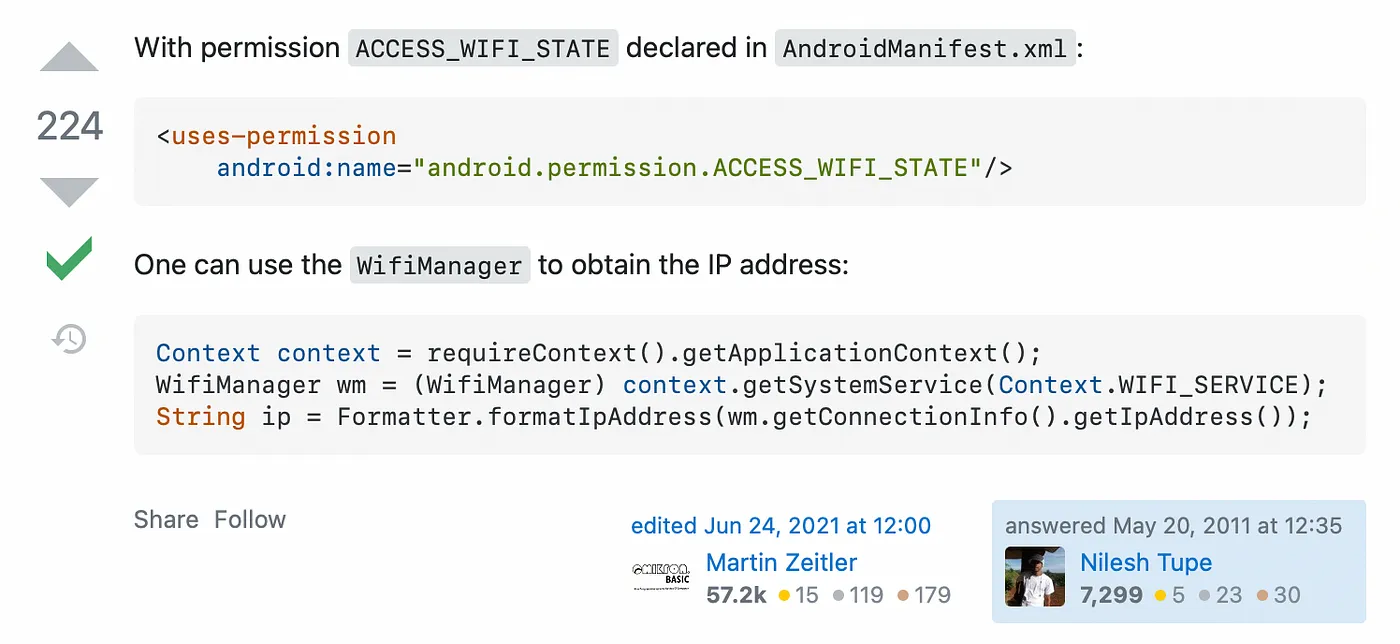 With permission ACCESS_WIFI_STATE declared in AndroidManifest.xml:
224
<uses-permission
    android:name="android.permission.ACCESS_WIFI_STATE"/>
One can use the WifiManager to obtain the IP address:
Context context = requireContext().getApplicationContext();
WifiManager wm = (WifiManager) context.getSystemService(Context.WIFI_SERVICE);
String ip = Formatter.formatIpAddress(wm.getConnectionInfo().getIpAddress());
Share Follow
edited Jun 24, 2021 at 12:00
OMIKRON
BASIC
Martin Zeitler
57.2k 15 119 179
answered May 20, 2011 at 12:35
Nilesh Tupe
7,299 5 23 30